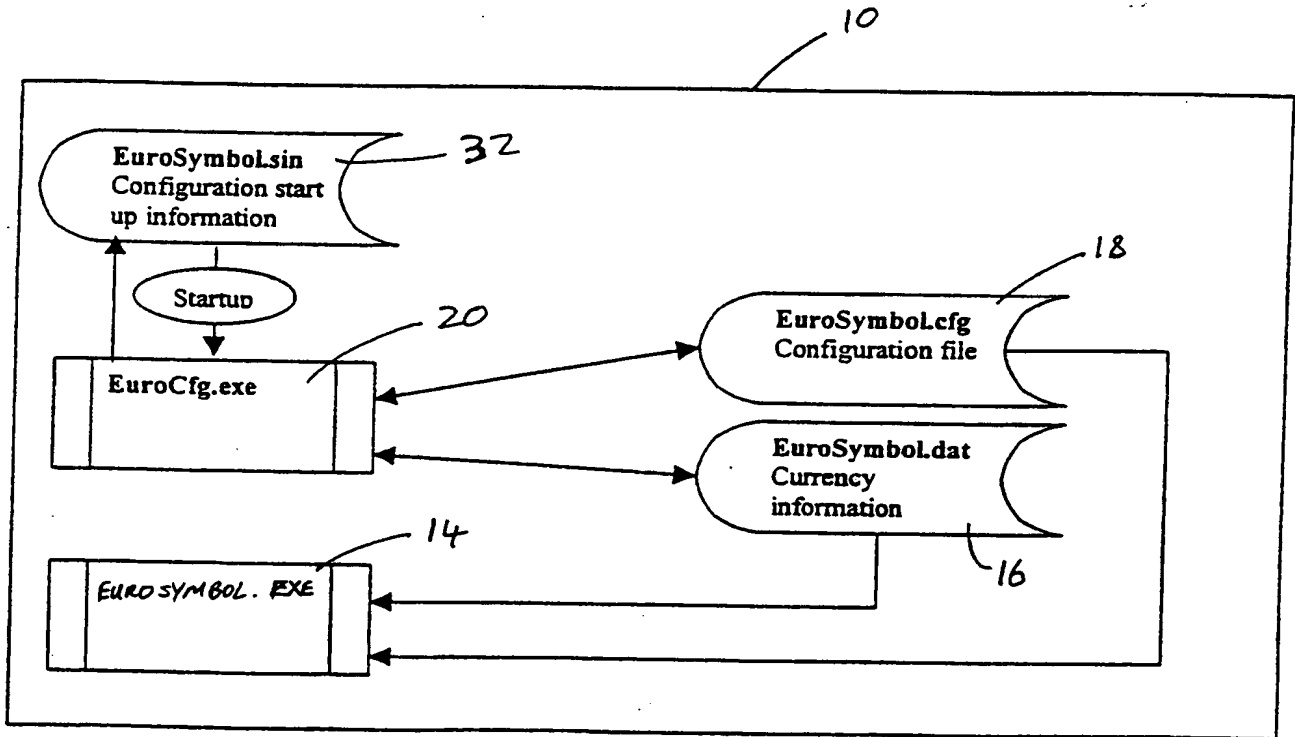 10
EuroSymbol.sin
Configuration start
up information
32
Startup
20
EuroCfg.exe
18
EuroSymbol.cfg
Configuration file
EuroSymbol.dat
Currency
information
16
14
EUROSYMBOL. EXE